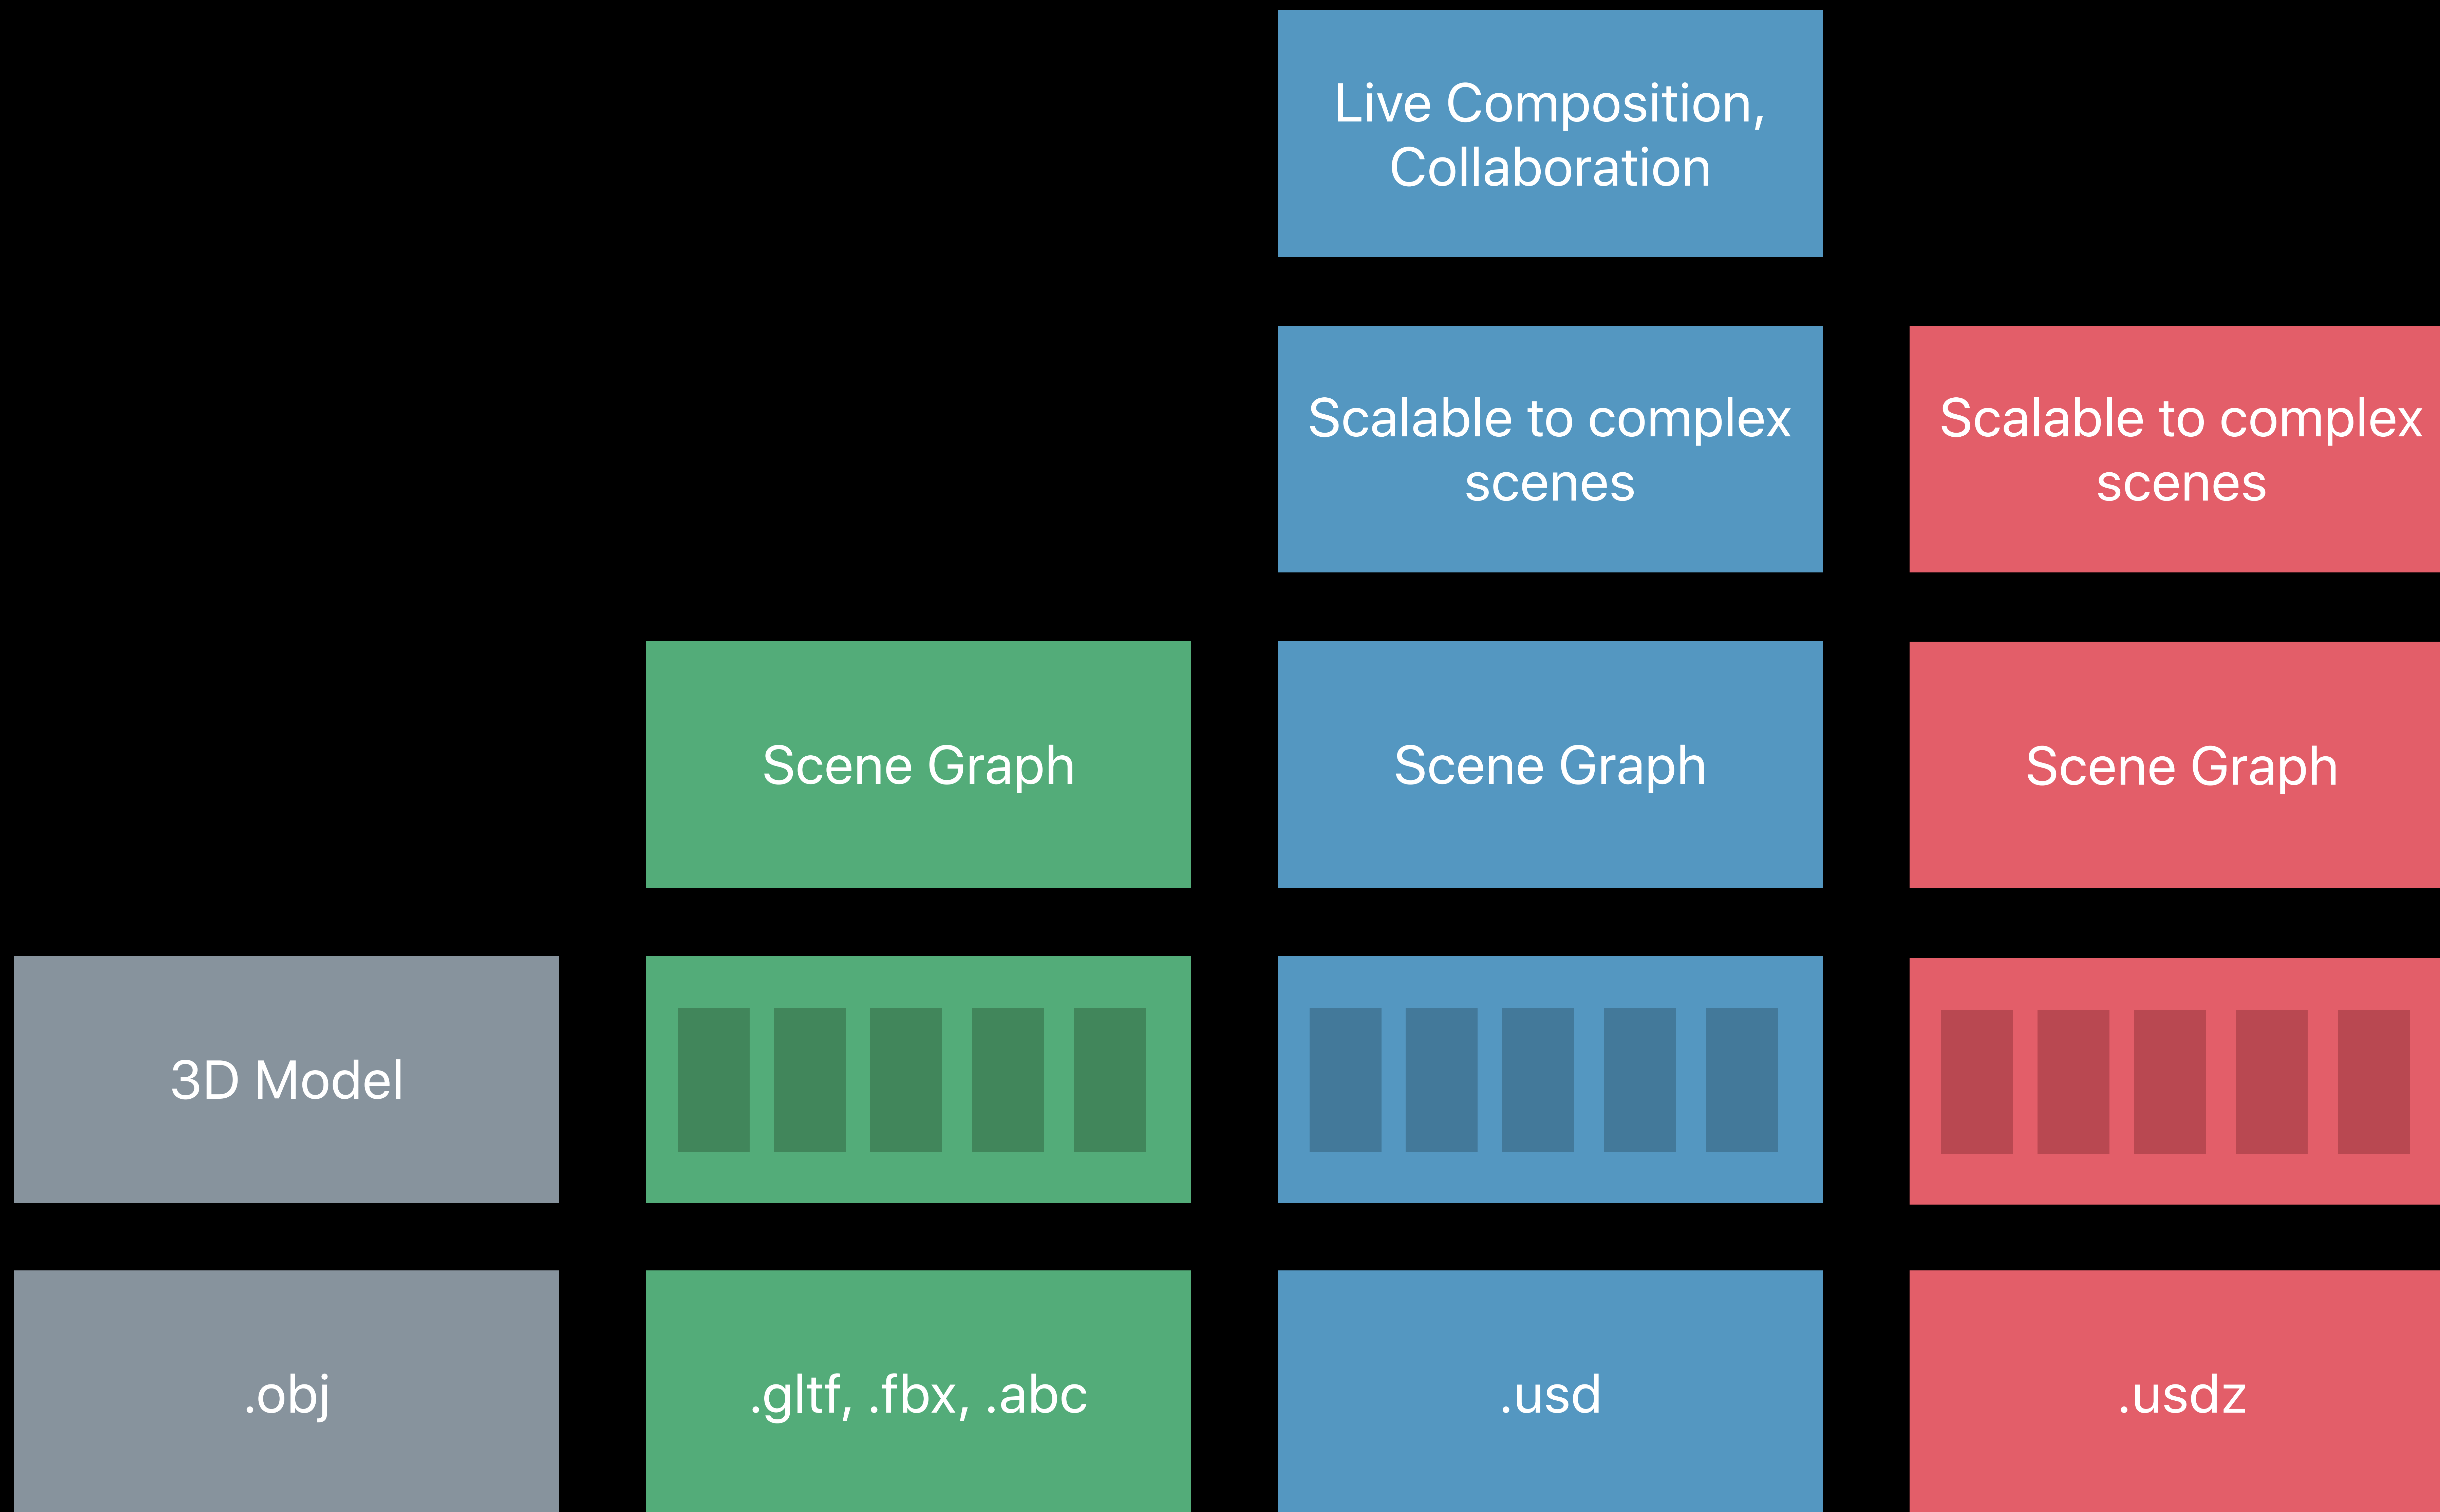 Live Composition,
Collaboration
Scalable to complex
scenes
Scalable to complex
scenes
Scene Graph
Scene Graph
Scene Graph
3D Model
.obj
.gltf, .fbx, .abc
.usd
.usdz